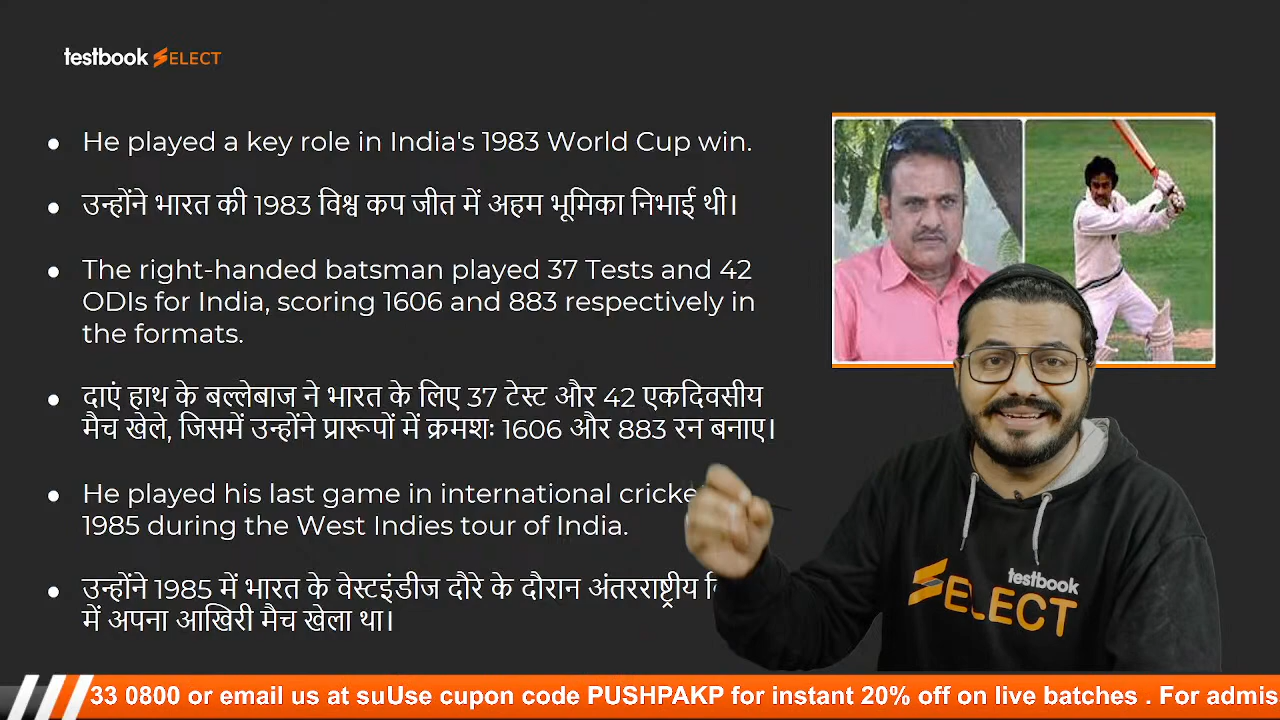 testbook SELECT
He played a key role in India's 1983 World Cup win.
उन्होंने भारत की 1983 विश्व कप जीत में अहम भूमिका निभाई थी।
The right-handed batsman played 37 Tests and 42
ODIs for India, scoring 1606 and 883 respectively in
the formats.
दाएं हाथ के बल्लेबाज ने भारत के लिए 37 टेस्ट और 42 एकदिवसीय
मैच खेले, जिसमें उन्होंने प्रारूपों में क्रमशः 1606 और 883 रन बनाए।
He played his last game in international
1985 during the West Indies tour of India.
उन्होंने 1985 में भारत के वेस्टइंडीज दौरे के दौरान अंतरराष्ट्रीय
में अपना आखिरी मैच खेला था।
testbook
SELECT
33 0800 or email us at suUse cupon code PUSHPAKP for instant 20% off on live batches . For admis